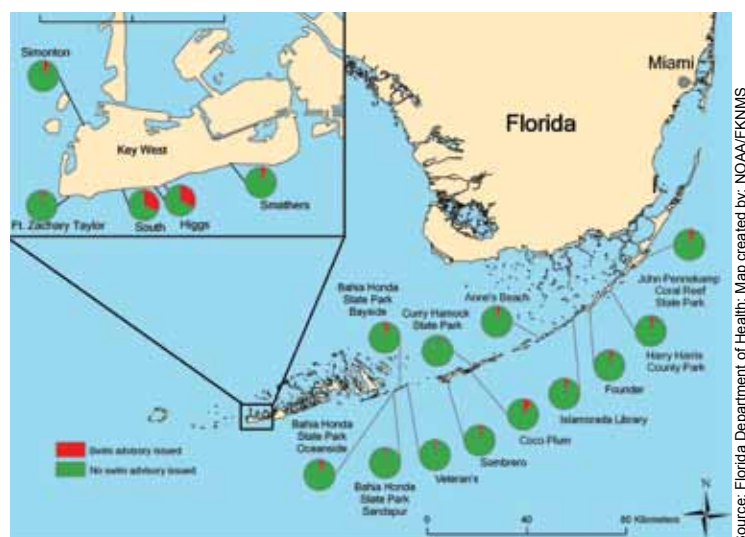 Simonton
Key West
Ft. Zachary Taylor
South
Higgs
Smathers
Miami
Florida
John Pennekamp
Coral Reef
State Park
Bahia Honda
State Park
Bayside
Curry Hamock
State Park
Anne's Beach
Harry Harris
County Park
Founder
Islamorada Library
Coco Plum
Sombrero
Veteran's
Bahia Honda
State Park
Sandspur
Bahia Honda
State Park
Oceanside
Swim advisory issued
No swim advisory issued
N
0 40 80 Kilometers
Source: Florida Department of Health; Map created by: NOAA/FKNMS